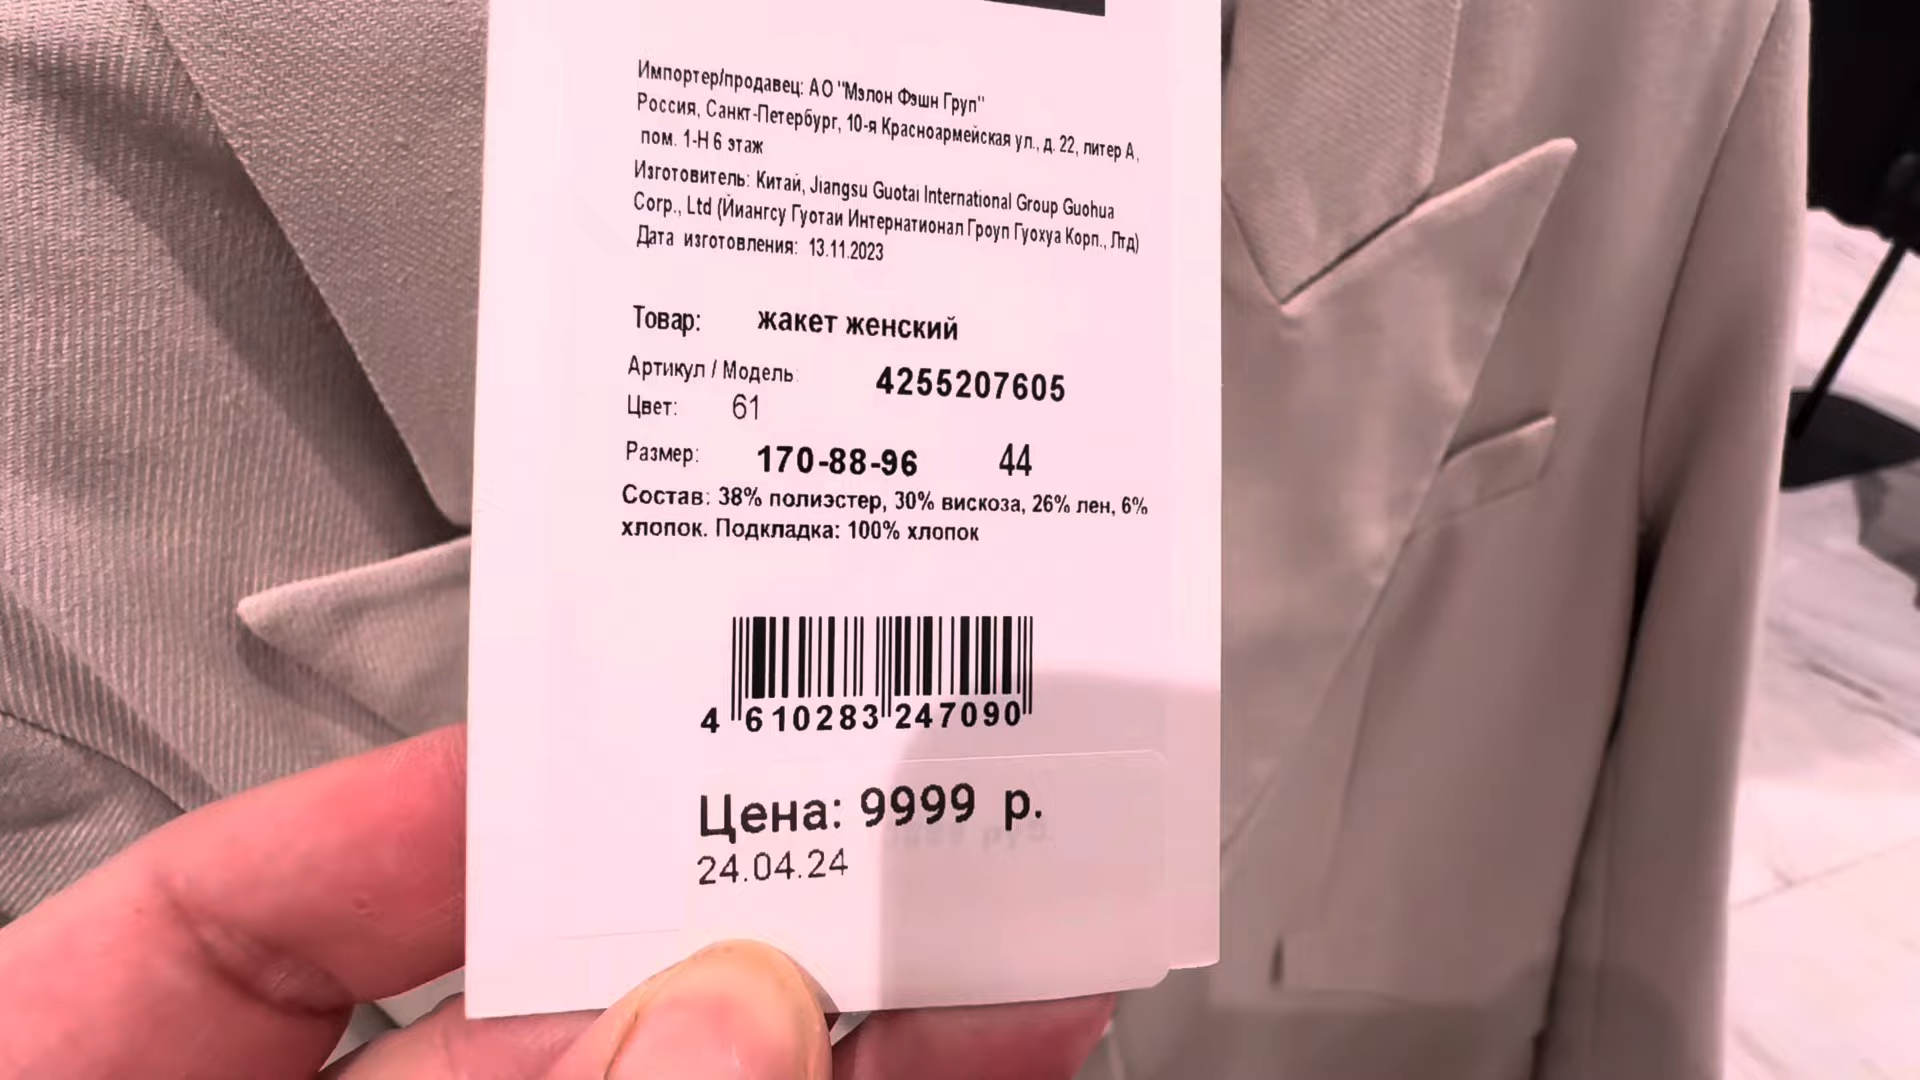 Импортер/продавец: АО "Мэлон Фэшн Груп"
Россия, Санкт-Петербург, 10-я Красноармейская ул., д. 22, литер А,
пом. 1-Н 6 этаж
Изготовитель: Китай, Jiangsu Guotai International Group Guohua
Corp., Ltd (Йиангсу Гуотаи Интернатионал Гроуп Гуохуа Корп., Лтд)
Дата изготовления: 13.11.2023
Товар: жакет женский
Артикул / Модель: 4255207605
Цвет: 61
Размер: 170-88-96 44
Состав: 38% полиэстер, 30% вискоза, 26% лен, 6%
хлопок. Подкладка: 100% хлопок
4 610283 247090
Цена: 9999 р.
24.04.24